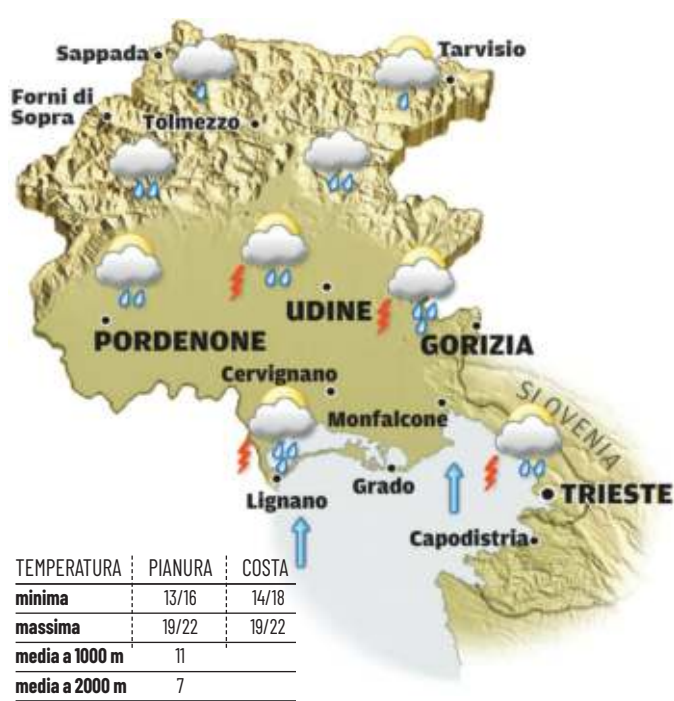 Sappada
Tarvisio
Forni di
Sopra
Tolmezzo
UDINE
PORDENONE
GORIZIA
Cervignano
Monfalcone
SLOVENIA
Lignano
Grado
TRIESTE
Capodistria
TEMPERATURA PIANURA COSTA
minima 13/16 14/18
massima 19/22 19/22
media a 1000 m 11
media a 2000 m 7